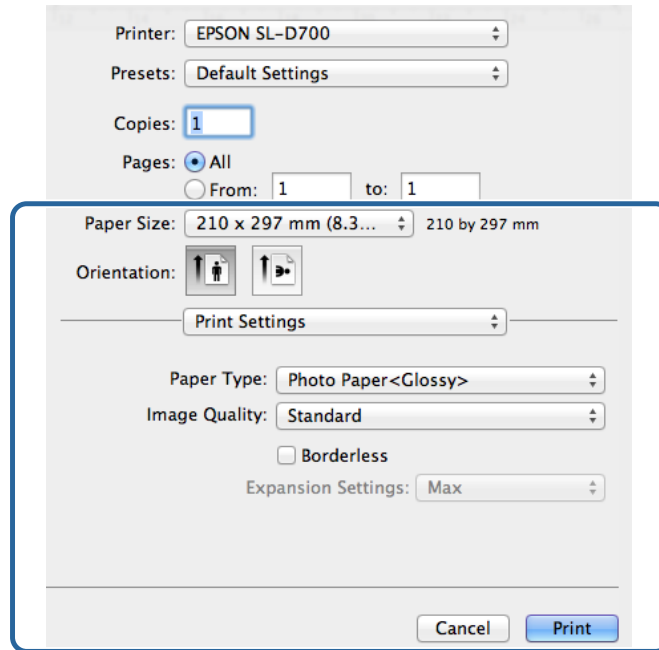 Printer: EPSON SL-D700
Presets: Default Settings
Copies: 1
Pages: All
From: 1 to: 1
Paper Size: 210 x 297 mm (8.3... 210 by 297 mm
Orientation:
Print Settings
Paper Type: Photo Paper<Glossy>
Image Quality: Standard
Borderless
Expansion Settings: Max
Cancel Print